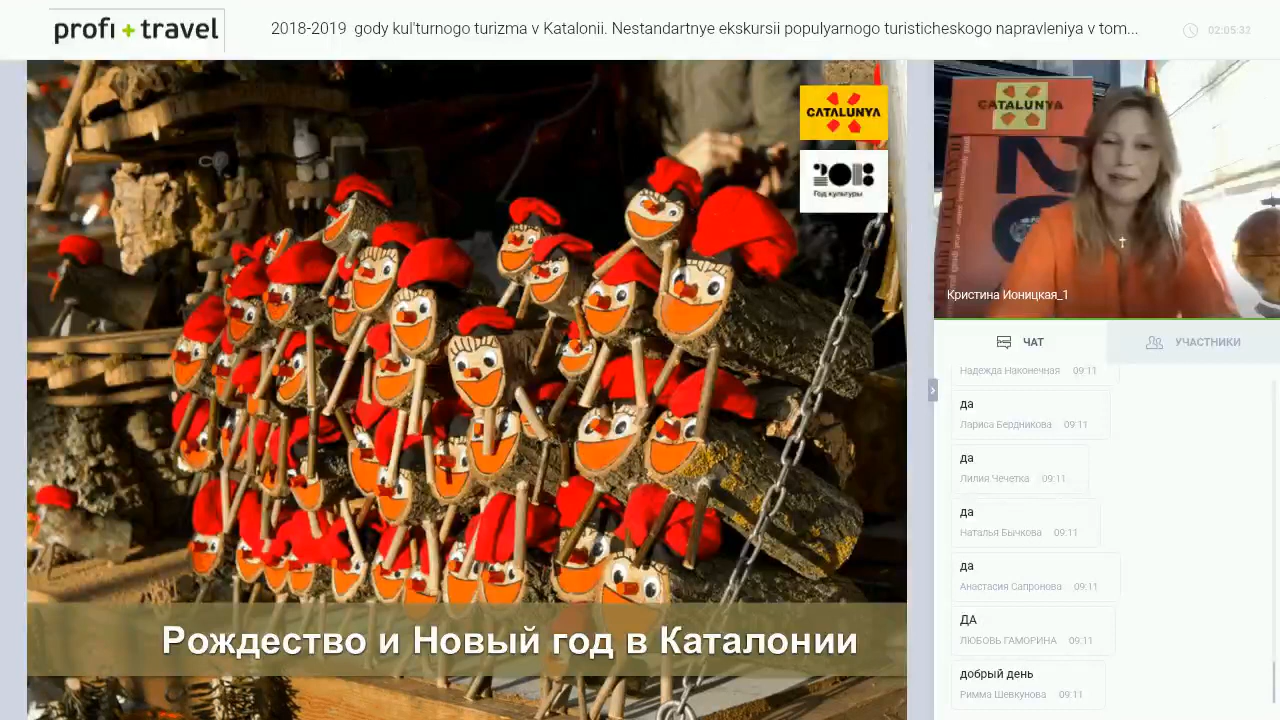 profi + travel
2018-2019 gody kul'turnogo turizma v Katalonii. Nestandartnye ekskursii populyarnogo turisticheskogo napravleniya v tom...
02:05:32
CATALUNYA
2018
Год культуры
Рождество и Новый год в Каталонии
CATALUNYA
Кристина Ионицкая_1
ЧАТ
УЧАСТНИКИ
Надежда Наконечная 09:11
да
Лариса Бердникова 09:11
да
Лилия Чечетка 09:11
да
Наталья Бычкова 09:11
да
Анастасия Сапронова 09:11
ДА
ЛЮБОВЬ ГАМОРИНА 09:11
добрый день
Римма Шевкунова 09:11